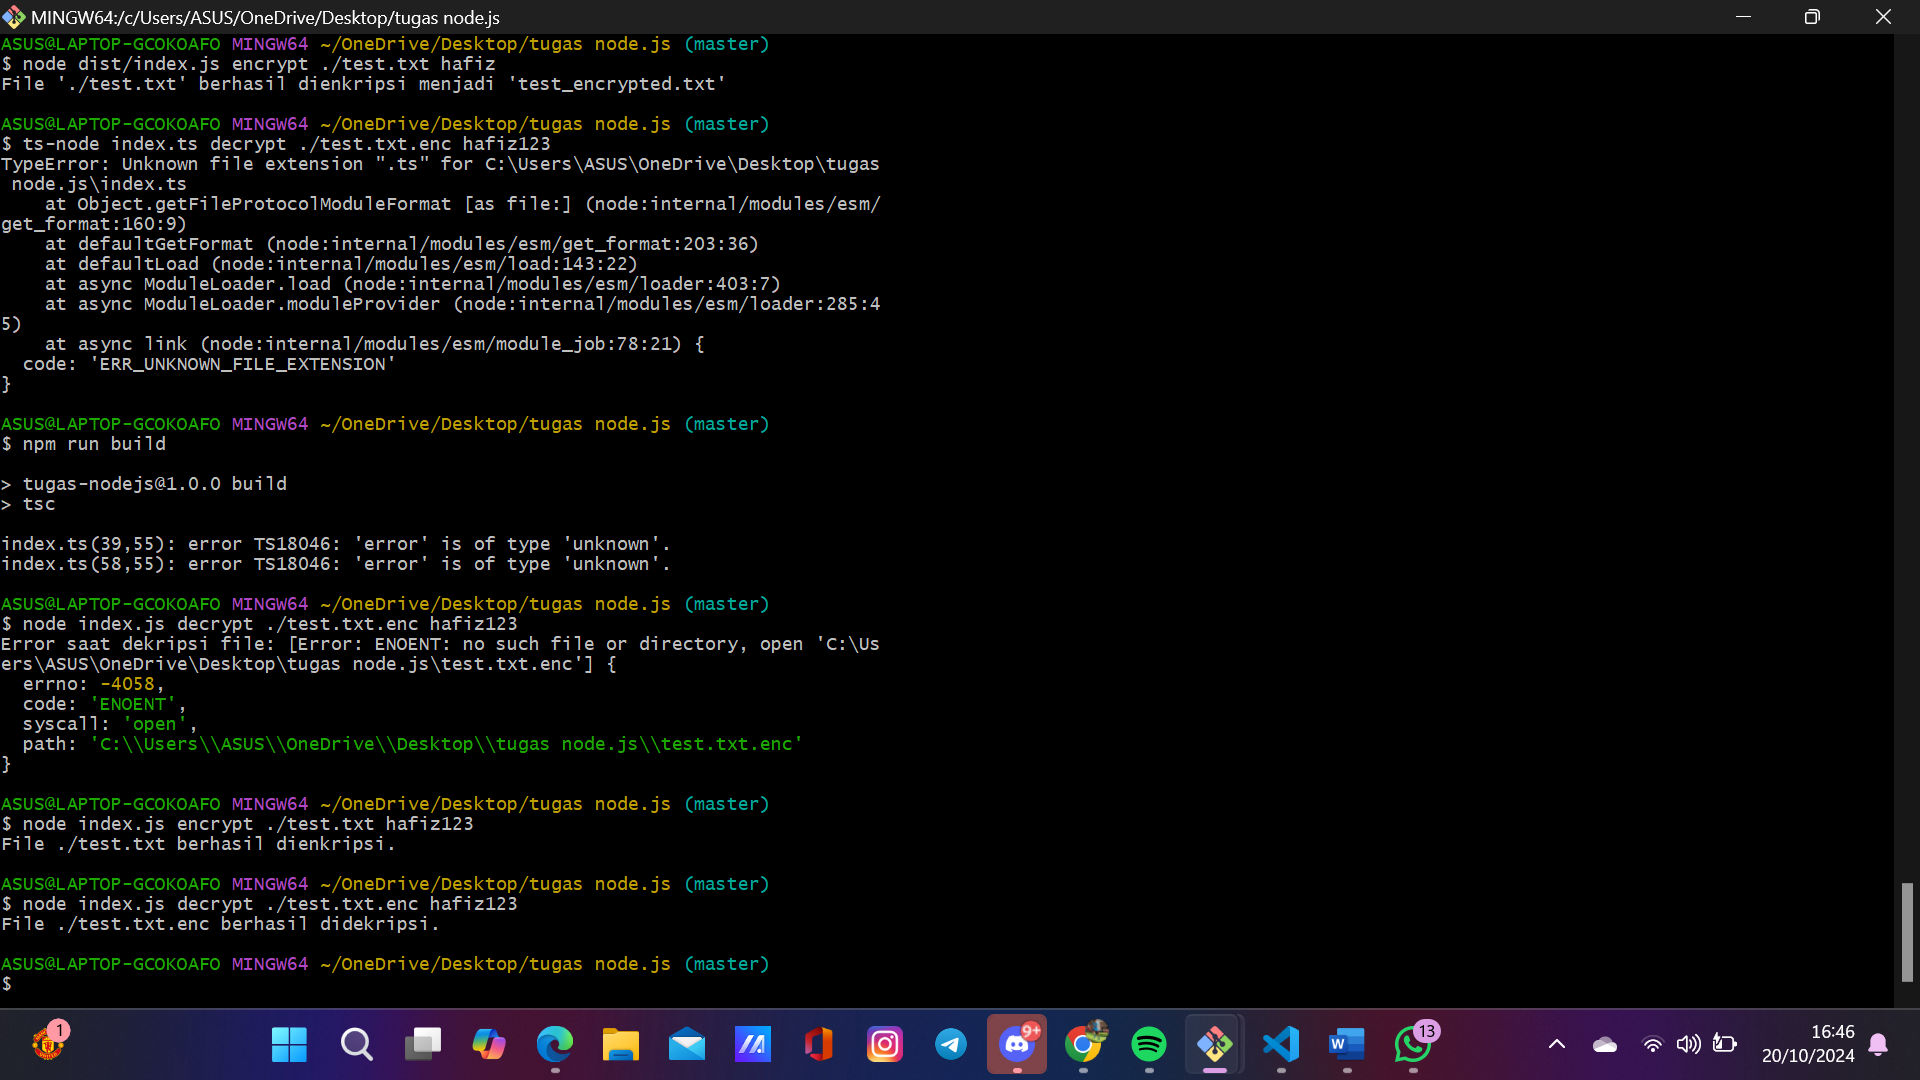 MINGW64:/c/Users/ASUS/OneDrive/Desktop/tugas node.js
ASUS@LAPTOP-GCOKOAFO MINGW64 ~/OneDrive/Desktop/tugas node.js (master)
$ node dist/index.js encrypt ./test.txt hafiz
File './test.txt' berhasil dienkripsi menjadi 'test_encrypted.txt'
ASUS@LAPTOP-GCOKOAFO MINGW64 ~/OneDrive/Desktop/tugas node.js (master)
$ ts-node index.ts decrypt ./test.txt.enc hafiz123
TypeError: Unknown file extension ".ts" for C:\Users\ASUS\OneDrive\Desktop\tugas
 node.js\index.ts
    at Object.getFileProtocolModuleFormat [as file:] (node:internal/modules/esm/
get_format:160:9)
    at defaultGetFormat (node:internal/modules/esm/get_format:203:36)
    at defaultLoad (node:internal/modules/esm/load:143:22)
    at async ModuleLoader.load (node:internal/modules/esm/loader:403:7)
    at async ModuleLoader.moduleProvider (node:internal/modules/esm/loader:285:4
5)
    at async link (node:internal/modules/esm/module_job:78:21) {
  code: 'ERR_UNKNOWN_FILE_EXTENSION'
}
ASUS@LAPTOP-GCOKOAFO MINGW64 ~/OneDrive/Desktop/tugas node.js (master)
$ npm run build
> tugas-nodejs@1.0.0 build
> tsc
index.ts(39,55): error TS18046: 'error' is of type 'unknown'.
index.ts(58,55): error TS18046: 'error' is of type 'unknown'.
ASUS@LAPTOP-GCOKOAFO MINGW64 ~/OneDrive/Desktop/tugas node.js (master)
$ node index.js decrypt ./test.txt.enc hafiz123
Error saat dekripsi file: [Error: ENOENT: no such file or directory, open 'C:\Us
ers\ASUS\OneDrive\Desktop\tugas node.js\test.txt.enc'] {
  errno: -4058,
  code: 'ENOENT',
  syscall: 'open',
  path: 'C:\\Users\\ASUS\\OneDrive\\Desktop\\tugas node.js\\test.txt.enc'
}
ASUS@LAPTOP-GCOKOAFO MINGW64 ~/OneDrive/Desktop/tugas node.js (master)
$ node index.js encrypt ./test.txt hafiz123
File ./test.txt berhasil dienkripsi.
ASUS@LAPTOP-GCOKOAFO MINGW64 ~/OneDrive/Desktop/tugas node.js (master)
$ node index.js decrypt ./test.txt.enc hafiz123
File ./test.txt.enc berhasil didekripsi.
ASUS@LAPTOP-GCOKOAFO MINGW64 ~/OneDrive/Desktop/tugas node.js (master)
$
1
9+
W
13
16:46
20/10/2024